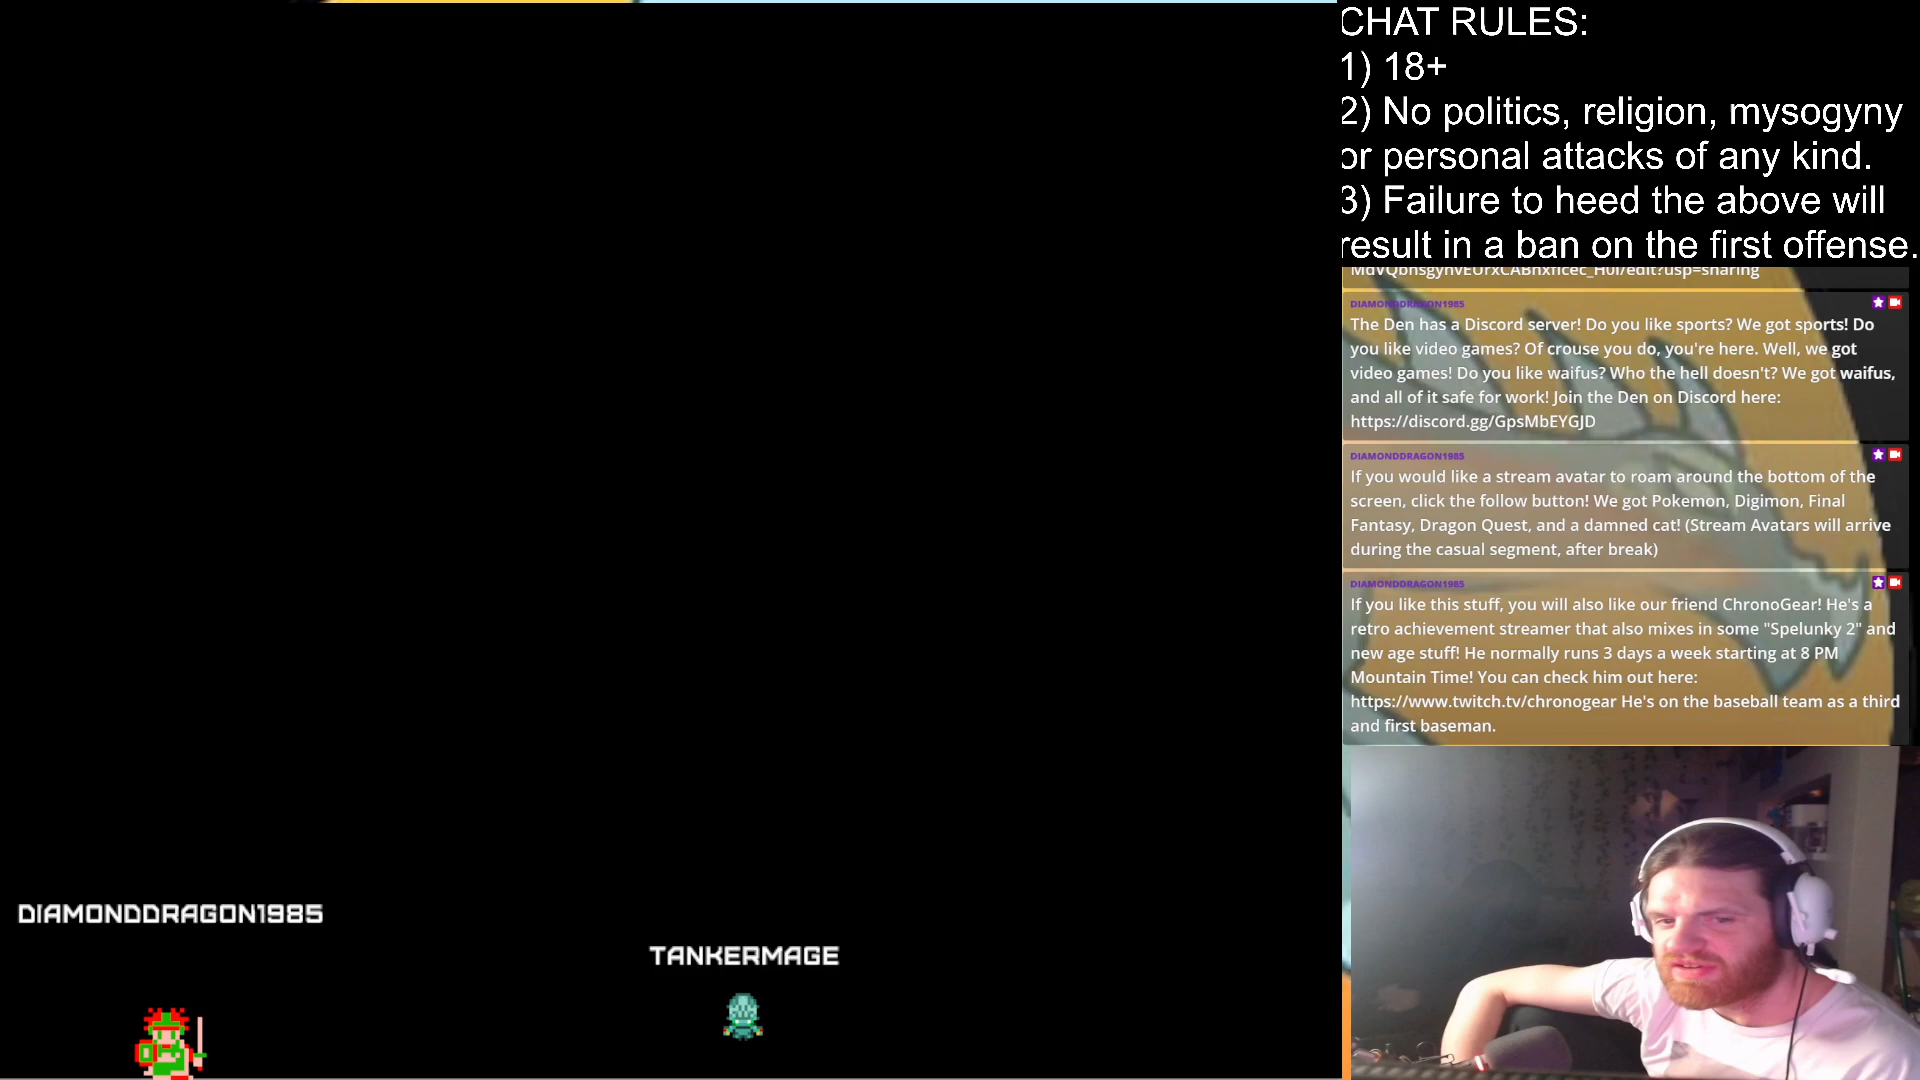 CHAT RULES:
1) 18+
2) No politics, religion, mysogyny
or personal attacks of any kind.
3) Failure to heed the above will
result in a ban on the first offense.
DIAMONDDRAGON1985
The Den has a Discord server! Do you like sports? We got sports! Do
you like video games? Of crouse you do, you're here. Well, we got
video games! Do you like waifus? Who the hell doesn't? We got waifus,
and all of it safe for work! Join the Den on Discord here:
https://discord.gg/GpsMbEYGJD
DIAMONDDRAGON1985
If you would like a stream avatar to roam around the bottom of the
screen, click the follow button! We got Pokemon, Digimon, Final
Fantasy, Dragon Quest, and a damned cat! (Stream Avatars will arrive
during the casual segment, after break)
DIAMONDDRAGON1985
If you like this stuff, you will also like our friend ChronoGear! He's a
retro achievement streamer that also mixes in some "Spelunky 2" and
new age stuff! He normally runs 3 days a week starting at 8 PM
Mountain Time! You can check him out here:
https://www.twitch.tv/chronogear He's on the baseball team as a third
and first baseman.
DIAMONDDRAGON1985
TANKERMAGE